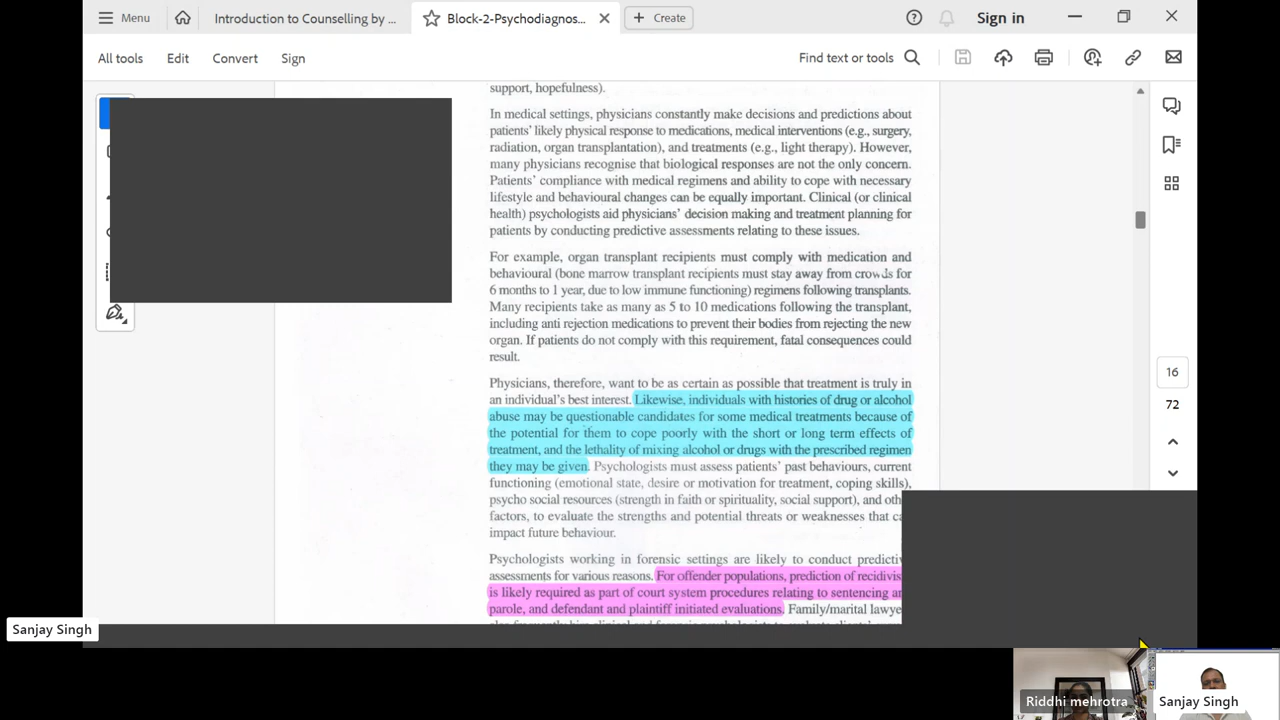 Menu
Introduction to Counselling by ...
Block-2-Psychodiagnos...
Create
Sign in
All tools
Edit
Convert
Sign
Find text or tools
support, hopefulness).
In medical settings, physicians constantly make decisions and predictions about
patients' likely physical response to medications, medical interventions (e.g., surgery,
radiation, organ transplantation), and treatments (e.g., light therapy). However,
many physicians recognise that biological responses are not the only concern.
Patients' compliance with medical regimens and ability to cope with necessary
lifestyle and behavioural changes can be equally important. Clinical (or clinical
health) psychologists aid physicians' decision making and treatment planning for
patients by conducting predictive assessments relating to these issues.
For example, organ transplant recipients must comply with medication and
behavioural (bone marrow transplant recipients must stay away from crowds for
6 months to 1 year, due to low immune functioning) regimens following transplants.
Many recipients take as many as 5 to 10 medications following the transplant,
including anti rejection medications to prevent their bodies from rejecting the new
organ. If patients do not comply with this requirement, fatal consequences could
result.
Physicians, therefore, want to be as certain as possible that treatment is truly in
an individual's best interest. Likewise, individuals with histories of drug or alcohol
abuse may be questionable candidates for some medical treatments because of
the potential for them to cope poorly with the short or long term effects of
treatment, and the lethality of mixing alcohol or drugs with the prescribed regimen
they may be given. Psychologists must assess patients' past behaviours, current
functioning (emotional state, desire or motivation for treatment, coping skills),
psycho social resources (strength in faith or spirituality, social support), and oth
factors, to evaluate the strengths and potential threats or weaknesses that ca
impact future behaviour.
Psychologists working in forensic settings are likely to conduct predictiv
assessments for various reasons. For offender populations, prediction of recidivis
is likely required as part of court system procedures relating to sentencing an
parole, and defendant and plaintiff initiated evaluations. Family/marital lawye
16
72
Sanjay Singh
Riddhi mehrotra
Sanjay Singh